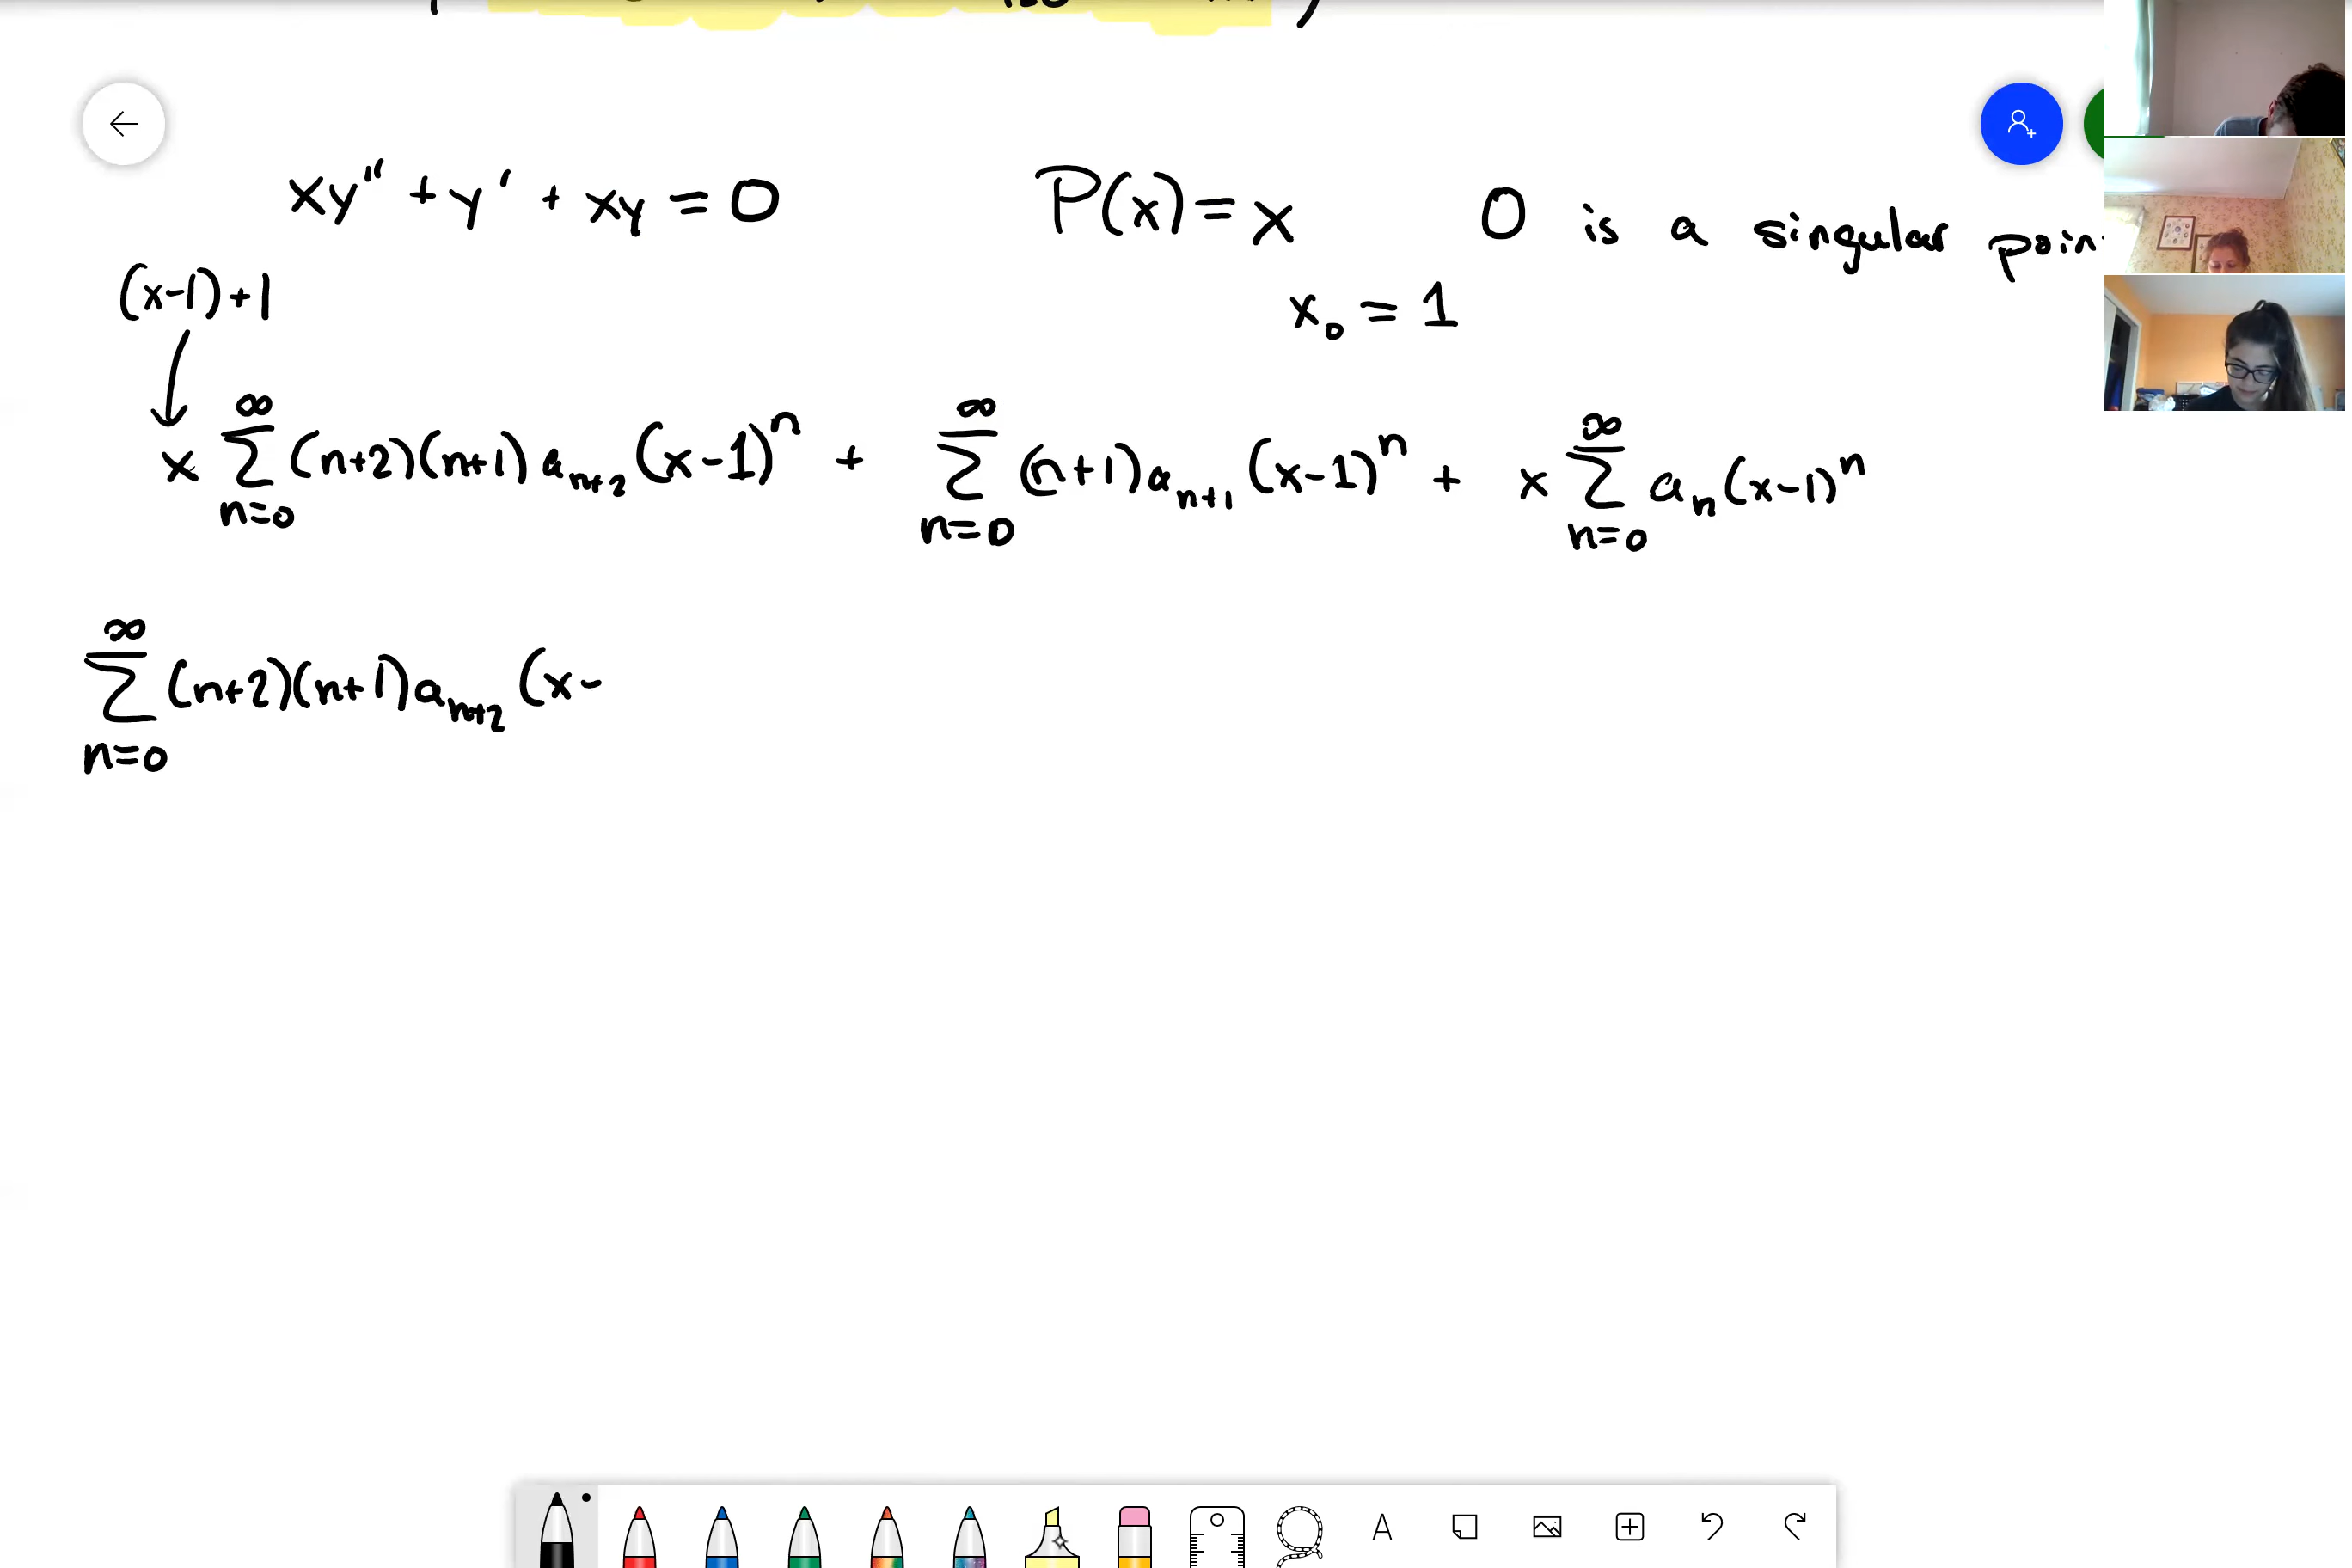 xy'' + y' + xy = 0 P(x) = x 0 is a singular
(x-1)+1 x₀ = 1
x ∑_{n=0}^{∞} (n+2)(n+1) a_{n+2} (x-1)^n + ∑_{n=0}^{∞} (n+1) a_{n+1} (x-1)^n + x ∑_{n=0}^{∞} a_n (x-1)^n
∑_{n=0}^{∞} (n+2)(n+1) a_{n+2} (x-